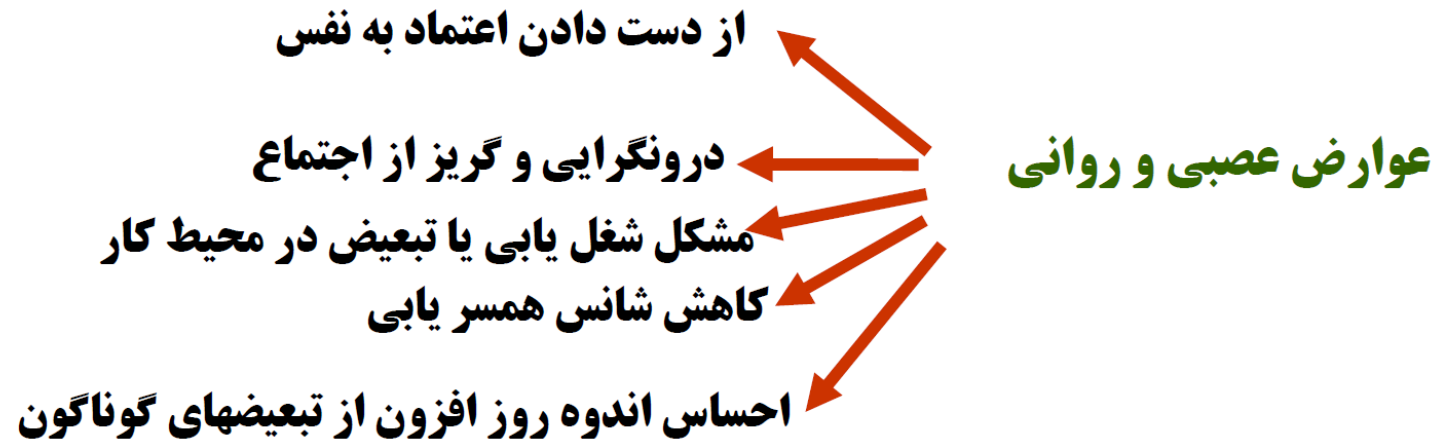 عوارض عصبی و روانی
از دست دادن اعتماد به نفس
درونگرایی و گریز از اجتماع
مشکل شغل یابی یا تبعیض در محیط کار
کاهش شانس همسر یابی
احساس اندوه روز افزون از تبعیضهای گوناگون